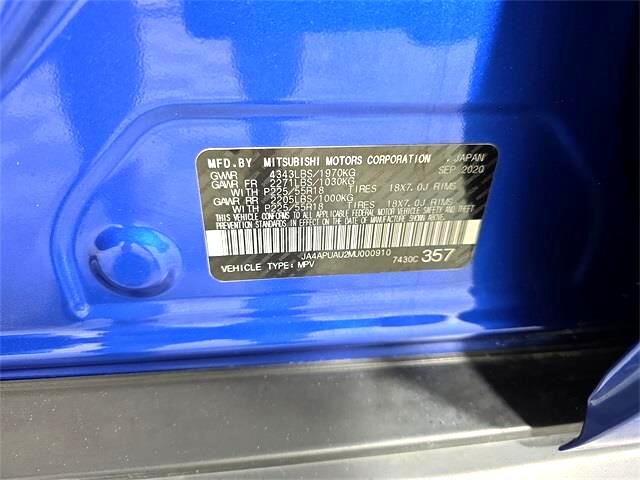 MFD.BY MITSUBISHI MOTORS CORPORATION , JAPAN
GVWR 4343LBS/1970KG SEP 2020
GAWR FR 2271LBS/1030KG
WITH P225/55R18 TIRES 18X7.0J RIMS
GAWR RR 2205LBS/1000KG
WITH P225/55R18 TIRES 18X7.0J RIMS
THIS VEHICLE CONFORMS TO ALL APPLICABLE FEDERAL MOTOR VEHICLE SAFETY AND THEFT
PREVENTION STANDARDS IN EFFECT ON THE DATE OF MANUFACTURE SHOWN ABOVE.
JA4APUAU2MU000910
VEHICLE TYPE: MPV 7430C 357